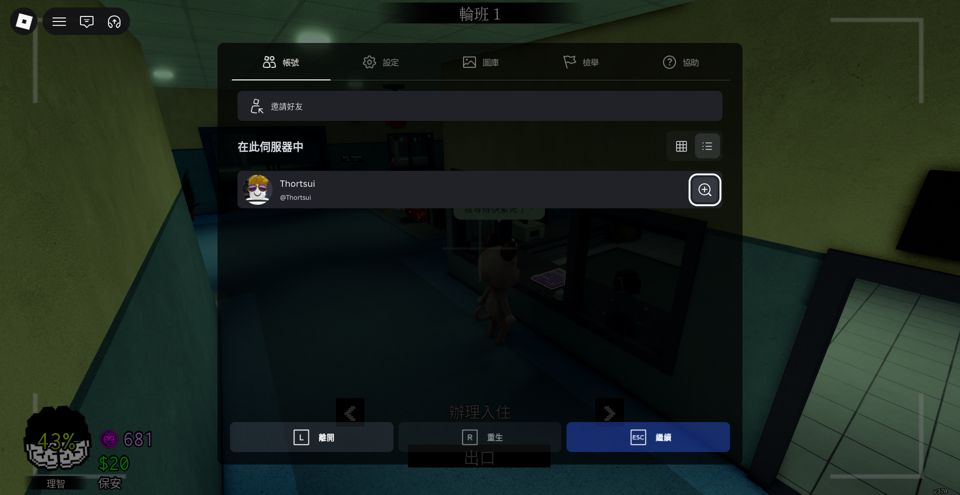 輪班 1
帳號
設定
圖庫
檢舉
協助
邀請好友
在此伺服器中
Thortsui
@Thortsui
辦理入住
L 離開
R 重生
ESC 繼續
出口
43%
681
$20
理智
保安